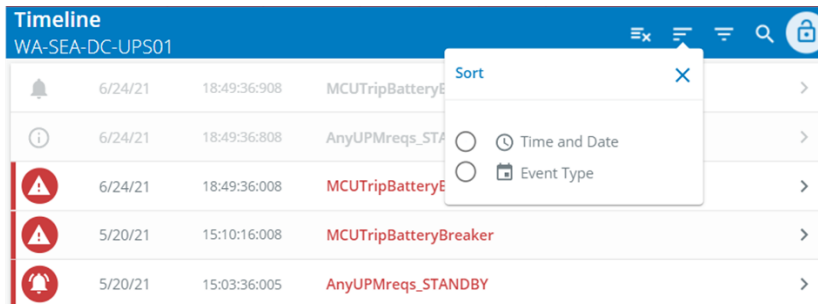 Timeline
WA-SEA-DC-UPS01
Sort
Time and Date
Event Type
6/24/21 18:49:36:908
6/24/21 18:49:36:808
6/24/21 18:49:36:008
5/20/21 15:10:16:008 MCUTripBatteryBreaker
5/20/21 15:03:36:005 AnyUPMreqs_STANDBY